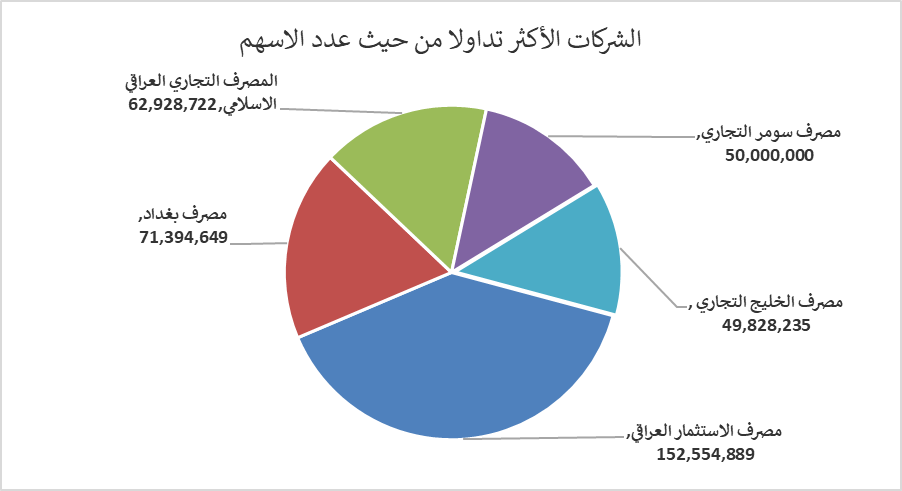 الشركات الأكثر تداولا من حيث عدد الاسهم
المصرف التجاري العراقي
الاسلامي, 62,928,722
مصرف سومر التجاري,
50,000,000
مصرف بغداد,
71,394,649
مصرف الخليج التجاري ,
49,828,235
مصرف الاستثمار العراقي,
152,554,889